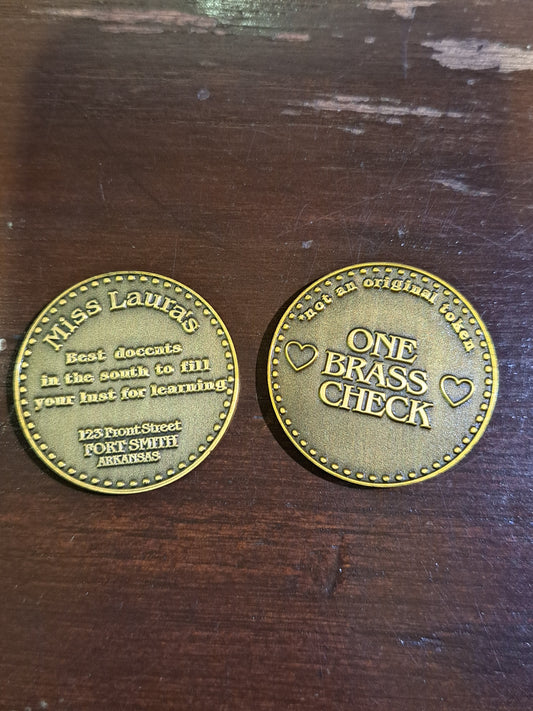 Miss Laura's
Best docents
in the south to fill
your lust for learning
123 Front Street
FORT SMITH
ARKANSAS
*not an original token
ONE
BRASS
CHECK